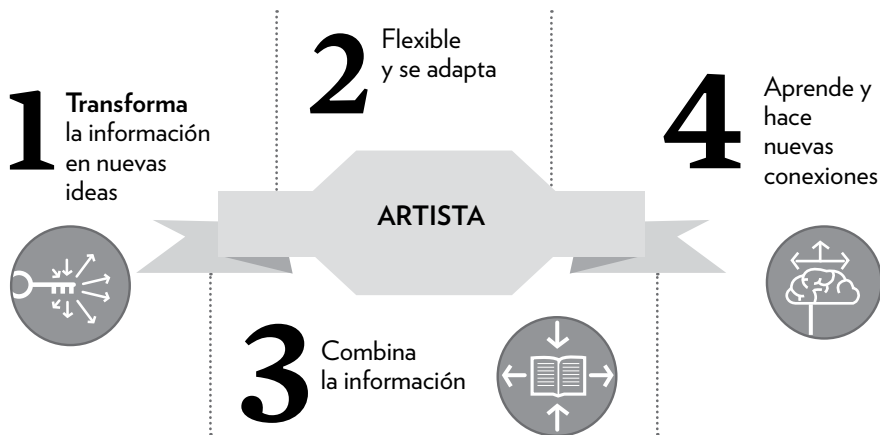 1
Transforma
la información
en nuevas
ideas
2
Flexible
y se adapta
ARTISTA
3
Combina
la información
4
Aprende y
hace
nuevas
conexiones